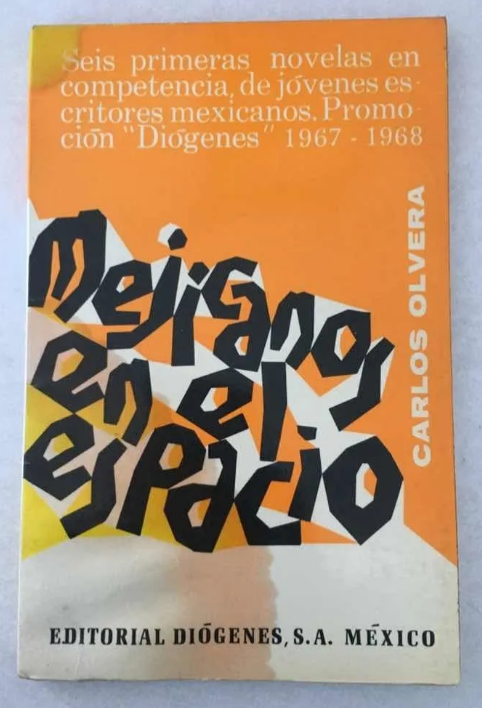 Seis primeras novelas en
competencia, de jóvenes es-
critores mexicanos. Promo-
ción "Diógenes" 1967 - 1968
Mejicanos
en el
espacio
CARLOS OLVERA
EDITORIAL DIÓGENES, S.A. MÉXICO